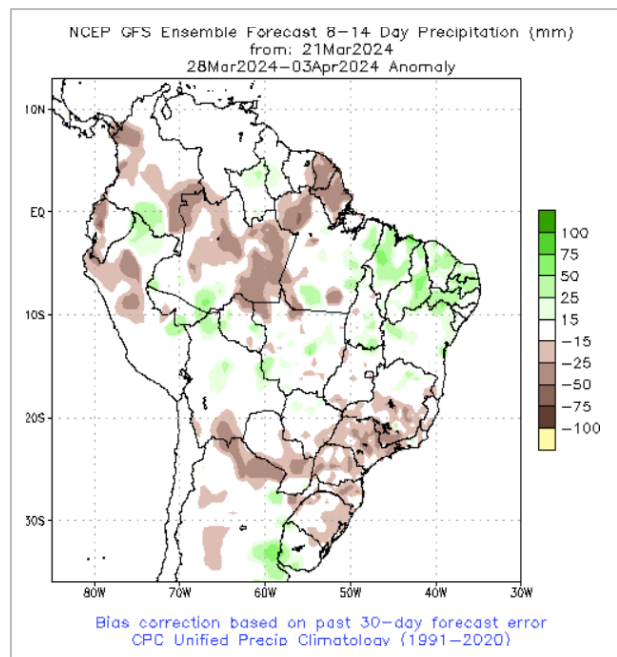 NCEP GFS Ensemble Forecast 8-14 Day Precipitation (mm)
from: 21Mar2024
28Mar2024-03Apr2024 Anomaly
10N
EQ
10S
20S
30S
80W
70W
60W
50W
40W
30W
100
75
50
25
15
-15
-25
-50
-75
-100
Bias correction based on past 30-day forecast error
CPC Unified Precip Climatology (1991-2020)